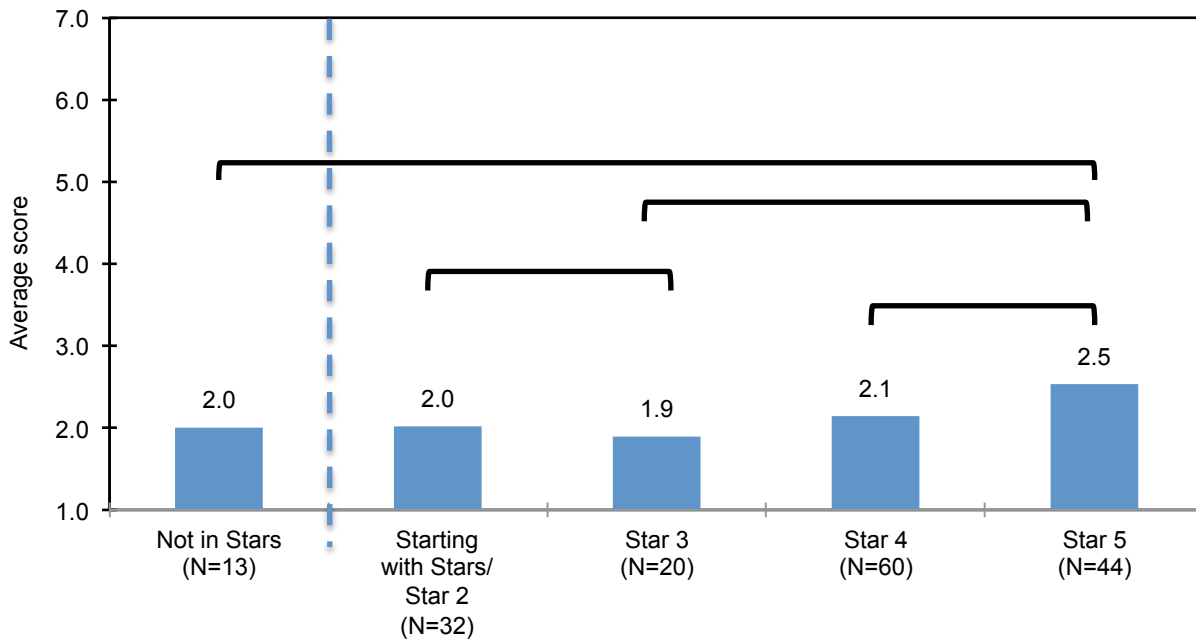 7.0
6.0
5.0
4.0
3.0
2.0
1.0
Average score
2.0
2.0
1.9
2.1
2.5
Not in Stars
(N=13)
Starting
with Stars/
Star 2
(N=32)
Star 3
(N=20)
Star 4
(N=60)
Star 5
(N=44)